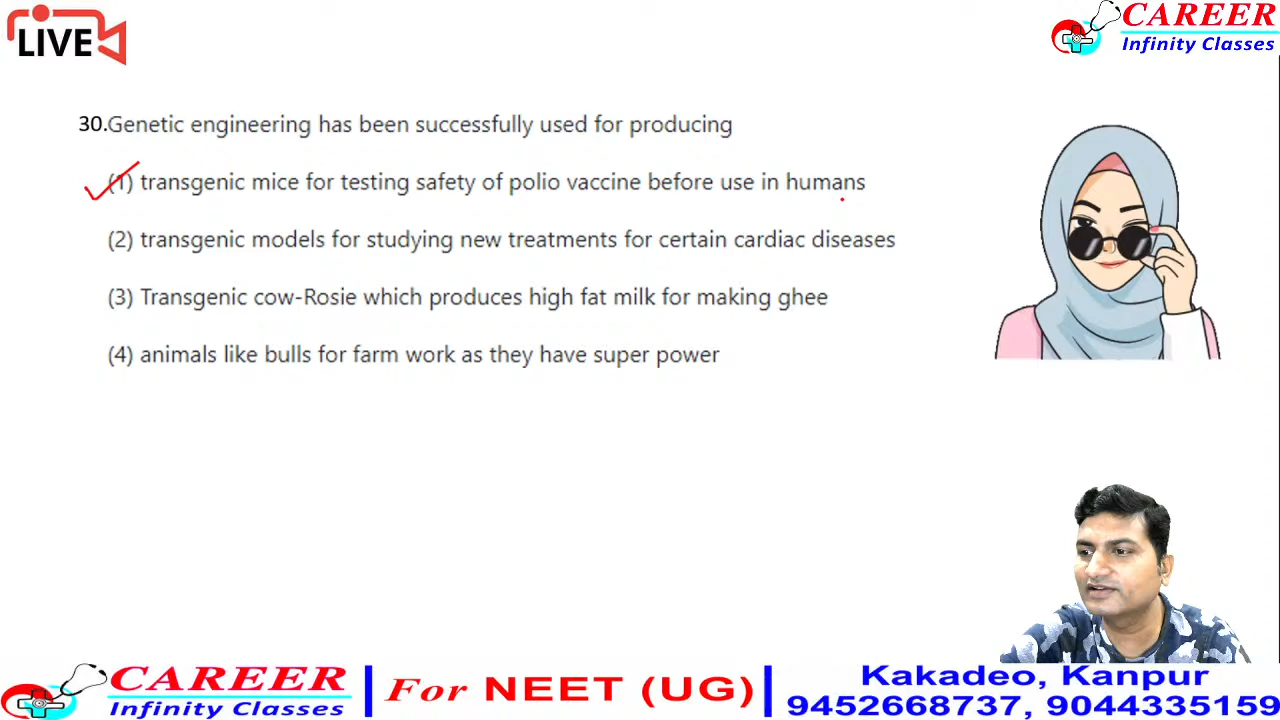 LIVE
CAREER
Infinity Classes
30.Genetic engineering has been successfully used for producing
(1) transgenic mice for testing safety of polio vaccine before use in humans
(2) transgenic models for studying new treatments for certain cardiac diseases
(3) Transgenic cow-Rosie which produces high fat milk for making ghee
(4) animals like bulls for farm work as they have super power
CAREER
Infinity Classes
For NEET (UG)
Kakadeo, Kanpur
9452668737, 9044335159